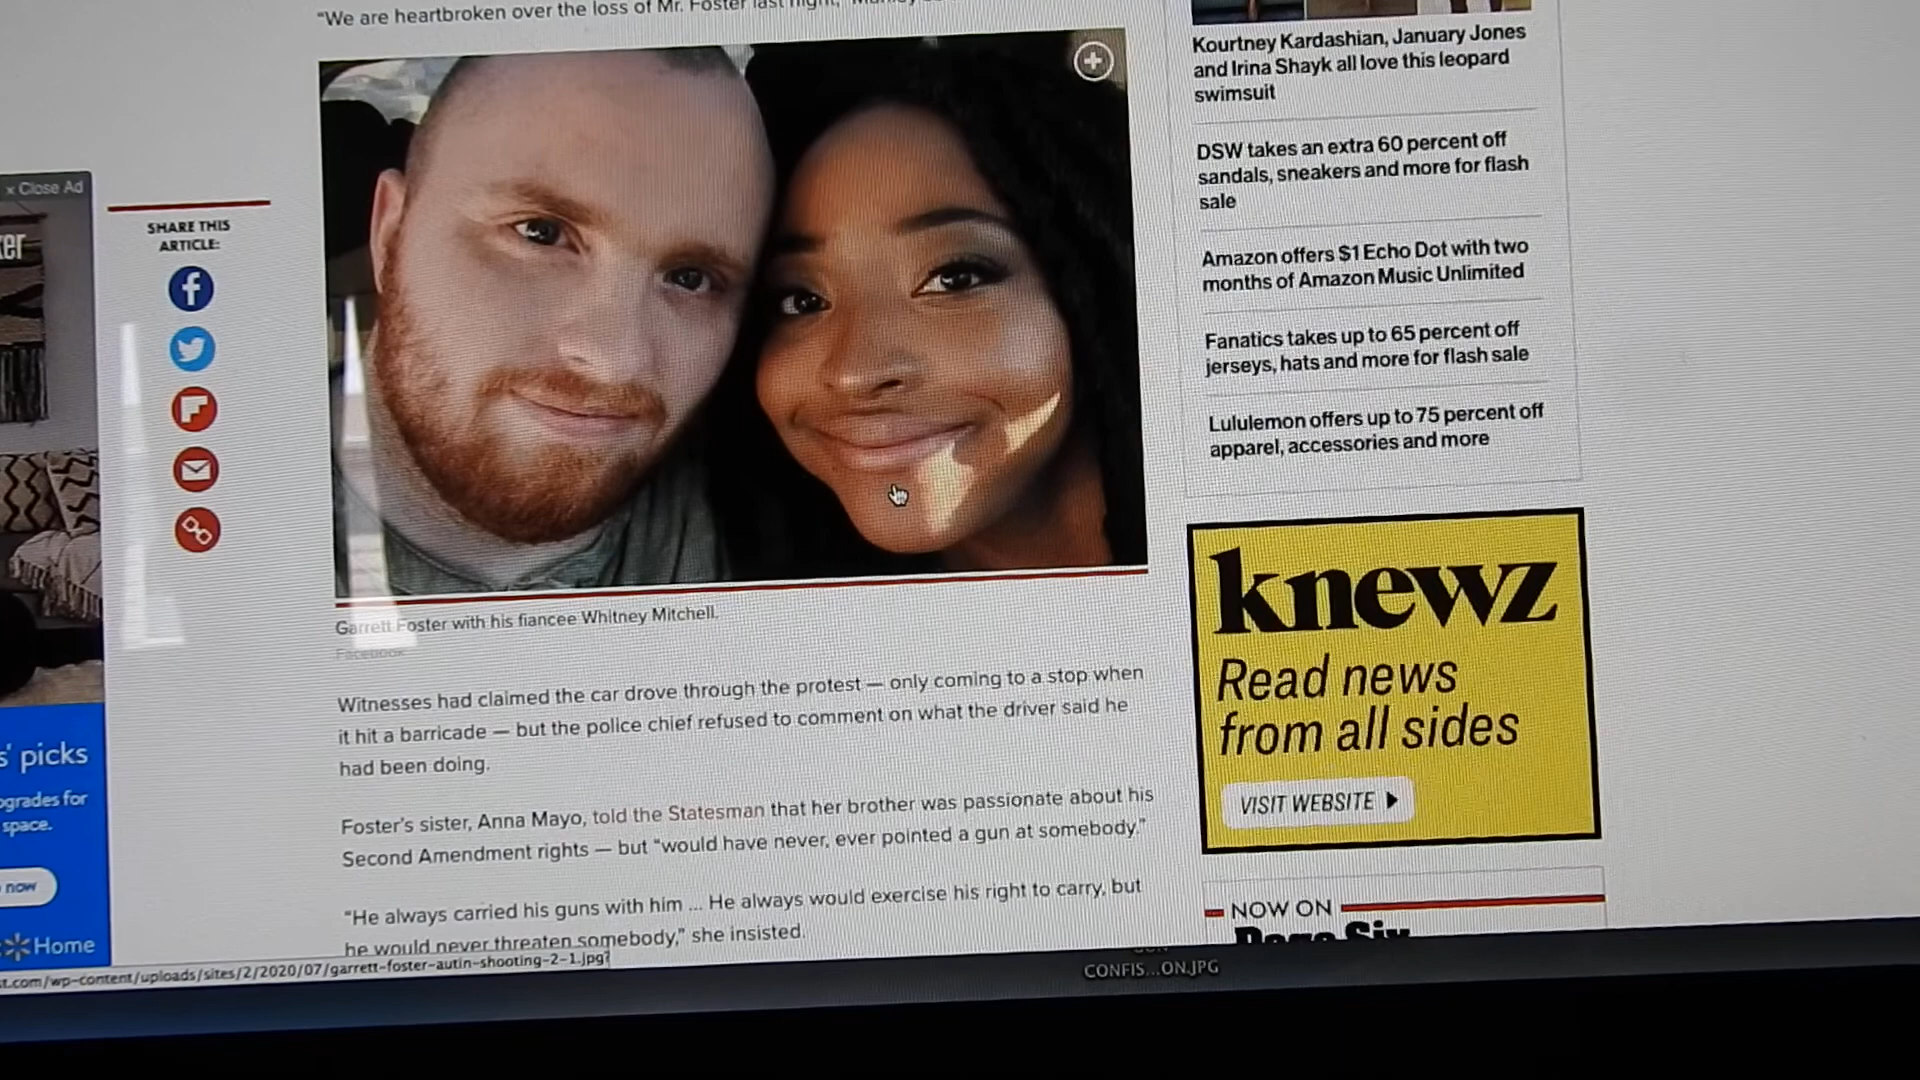 "We are heartbroken over the loss of Mr. Foster last night,"
Kourtney Kardashian, January Jones
and Irina Shayk all love this leopard
swimsuit
DSW takes an extra 60 percent off
sandals, sneakers and more for flash
sale
Amazon offers $1 Echo Dot with two
months of Amazon Music Unlimited
Fanatics takes up to 65 percent off
jerseys, hats and more for flash sale
Lululemon offers up to 75 percent off
apparel, accessories and more
x Close Ad
SHARE THIS
ARTICLE:
Garrett Foster with his fiancee Whitney Mitchell.
Facebook
Witnesses had claimed the car drove through the protest — only coming to a stop when
it hit a barricade — but the police chief refused to comment on what the driver said he
had been doing.
Foster's sister, Anna Mayo, told the Statesman that her brother was passionate about his
Second Amendment rights — but "would have never, ever pointed a gun at somebody."
"He always carried his guns with him ... He always would exercise his right to carry, but
he would never threaten somebody," she insisted.
knewz
Read news
from all sides
VISIT WEBSITE
NOW ON
Page Six
picks
for
space.
now
Home
st.com/wp-content/uploads/sites/2/2020/07/garrett-foster-autin-shooting-2-1.jpg?
CONFIS...ON.JPG